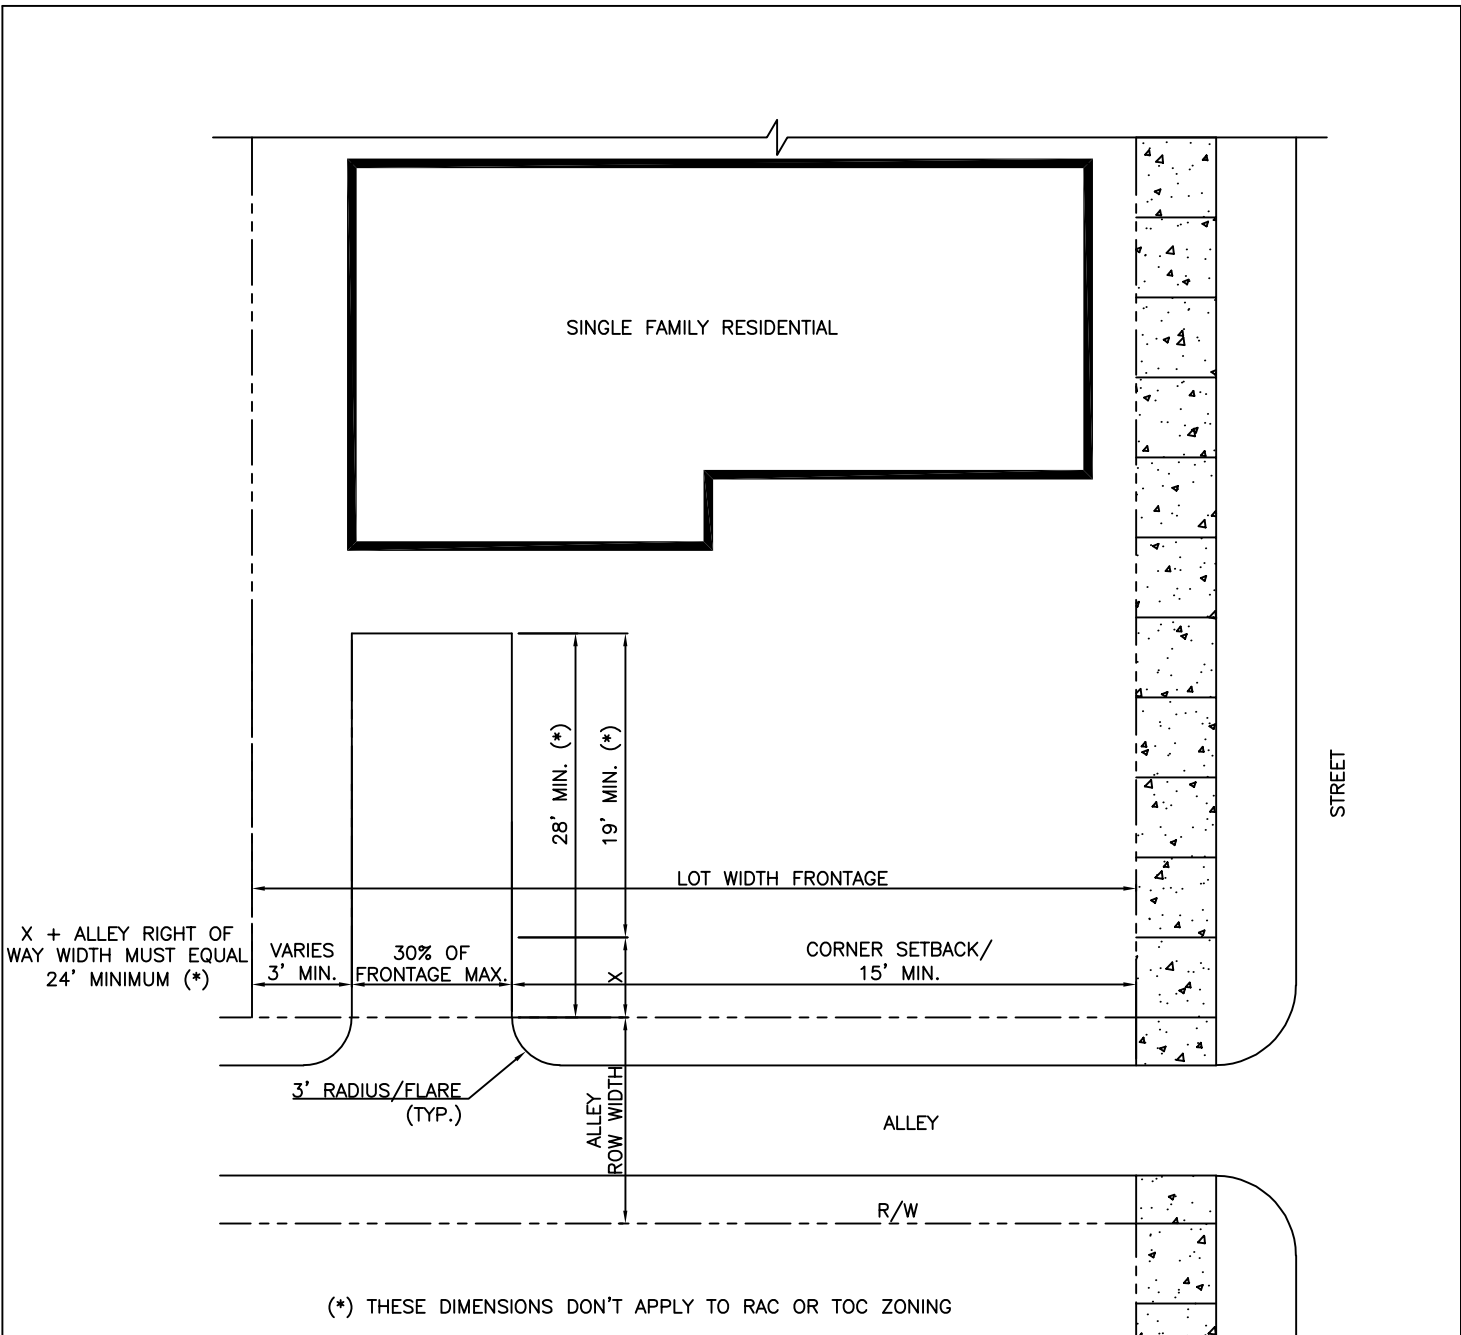 SINGLE FAMILY RESIDENTIAL
28' MIN. (*)
19' MIN. (*)
STREET
LOT WIDTH FRONTAGE
X + ALLEY RIGHT OF
WAY WIDTH MUST EQUAL
24' MINIMUM (*)
VARIES
3' MIN.
30% OF
FRONTAGE MAX.
X
CORNER SETBACK/
15' MIN.
3' RADIUS/FLARE
(TYP.)
ALLEY
ROW WIDTH
ALLEY
R/W
(*) THESE DIMENSIONS DON'T APPLY TO RAC OR TOC ZONING